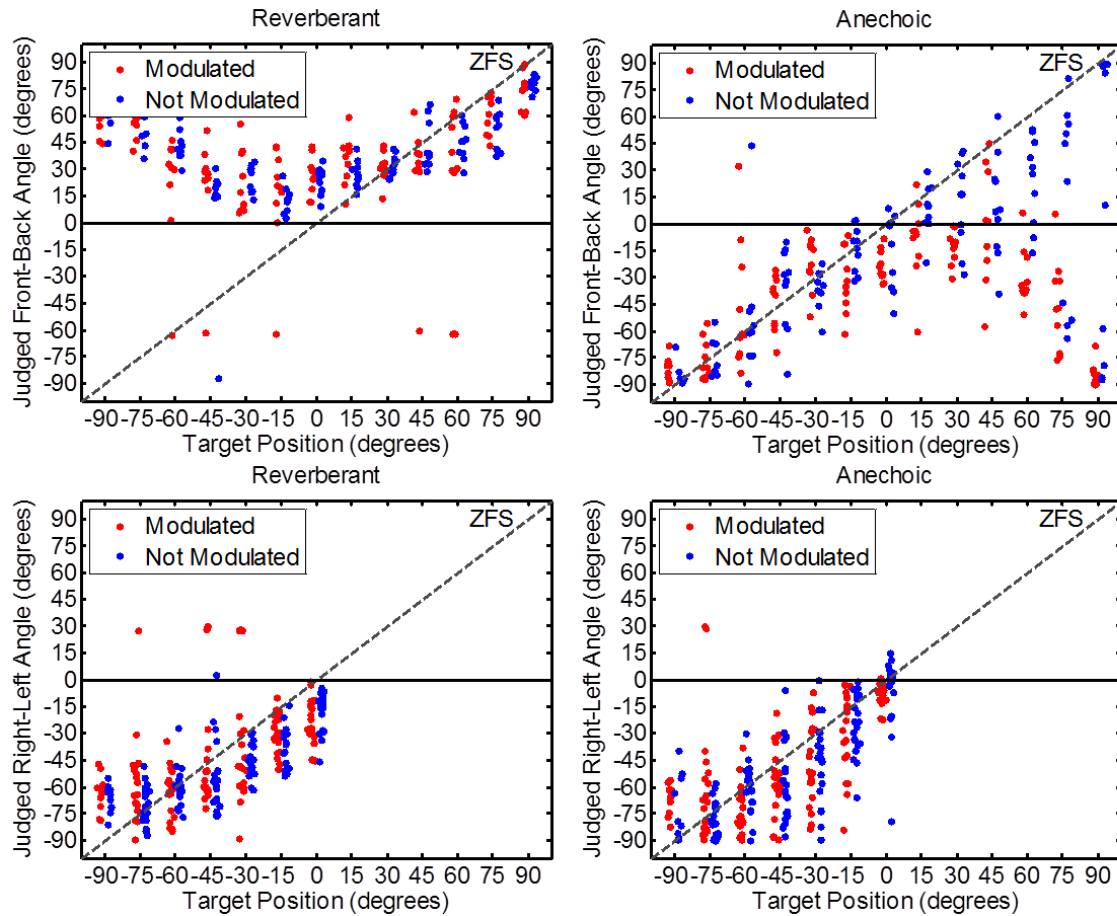 Reverberant
Judged Front-Back Angle (degrees)
90
75
60
45
30
15
0
-15
-30
-45
-60
-75
-90
Modulated
Not Modulated
ZFS
-90 -75 -60 -45 -30 -15 0 15 30 45 60 75 90
Target Position (degrees)
Anechoic
Judged Front-Back Angle (degrees)
90
75
60
45
30
15
0
-15
-30
-45
-60
-75
-90
Modulated
Not Modulated
ZFS
-90 -75 -60 -45 -30 -15 0 15 30 45 60 75 90
Target Position (degrees)
Reverberant
Judged Right-Left Angle (degrees)
90
75
60
45
30
15
0
-15
-30
-45
-60
-75
-90
Modulated
Not Modulated
ZFS
-90 -75 -60 -45 -30 -15 0 15 30 45 60 75 90
Target Position (degrees)
Anechoic
Judged Right-Left Angle (degrees)
90
75
60
45
30
15
0
-15
-30
-45
-60
-75
-90
Modulated
Not Modulated
ZFS
-90 -75 -60 -45 -30 -15 0 15 30 45 60 75 90
Target Position (degrees)